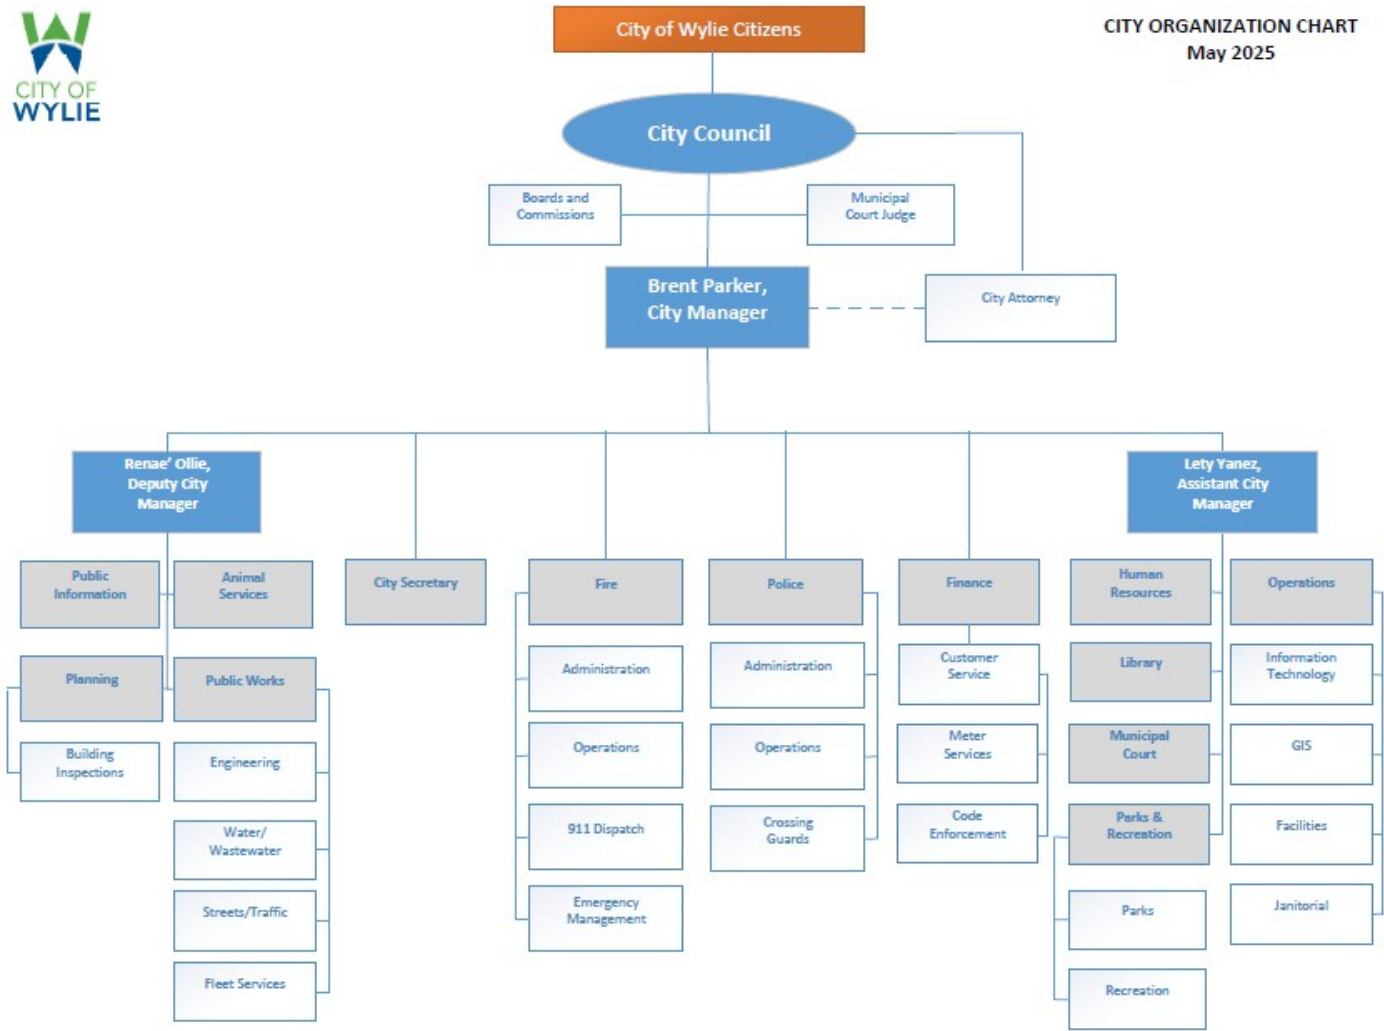 CITY OF
WYLIE
City of Wylie Citizens
CITY ORGANIZATION CHART
May 2025
City Council
Boards and
Commissions
Municipal
Court Judge
Brent Parker,
City Manager
City Attorney
Renae' Ollie,
Deputy City
Manager
Lety Yanez,
Assistant City
Manager
Public
Information
Animal
Services
Planning
Public Works
Building
Inspections
Engineering
Water/
Wastewater
Streets/Traffic
Fleet Services
City Secretary
Fire
Administration
Operations
911 Dispatch
Emergency
Management
Police
Administration
Operations
Crossing
Guards
Finance
Customer
Service
Meter
Services
Code
Enforcement
Human
Resources
Library
Municipal
Court
Parks &
Recreation
Parks
Recreation
Operations
Information
Technology
GIS
Facilities
Janitorial